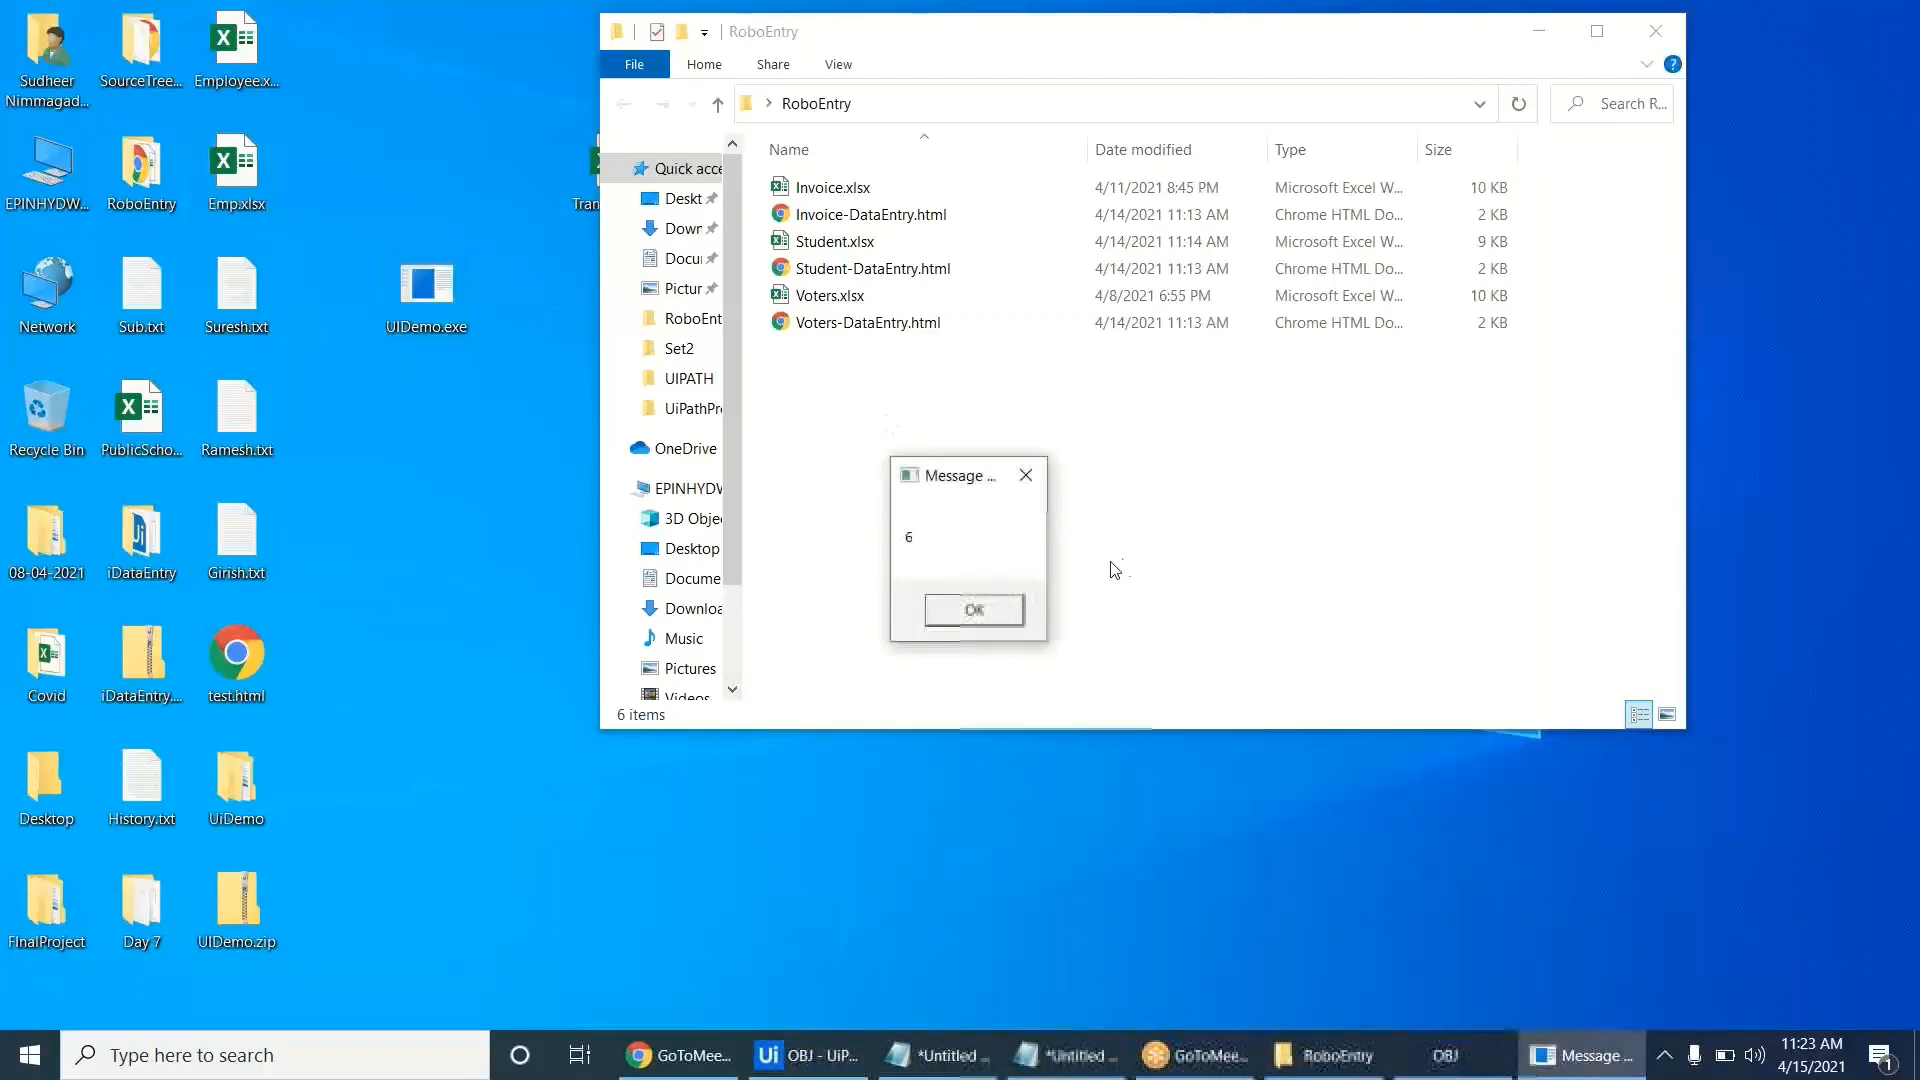 Sudheer
Nimmagad...
SourceTree...
Employee.x...
EPINHYDW...
RoboEntry
Emp.xlsx
Tran
Network
Sub.txt
Suresh.txt
UIDemo.exe
Recycle Bin
PublicScho...
Ramesh.txt
08-04-2021
iDataEntry
Girish.txt
Covid
iDataEntry....
test.html
Desktop
History.txt
UiDemo
FInalProject
Day 7
UIDemo.zip
RoboEntry
File
Home
Share
View
RoboEntry
Search R...
Name
Date modified
Type
Size
Invoice.xlsx 4/11/2021 8:45 PM Microsoft Excel W... 10 KB
Invoice-DataEntry.html 4/14/2021 11:13 AM Chrome HTML Do... 2 KB
Student.xlsx 4/14/2021 11:14 AM Microsoft Excel W... 9 KB
Student-DataEntry.html 4/14/2021 11:13 AM Chrome HTML Do... 2 KB
Voters.xlsx 4/8/2021 6:55 PM Microsoft Excel W... 10 KB
Voters-DataEntry.html 4/14/2021 11:13 AM Chrome HTML Do... 2 KB
Quick acce
Deskt
Down
Docu
Pictur
RoboEnt
Set2
UIPATH
UiPathPr
OneDrive
EPINHYDW
3D Obje
Desktop
Docume
Downloa
Music
Pictures
Videos
6 items
Message ...
6
OK
Type here to search
GoToMee...
Ui OBJ - UiP...
*Untitled ...
*Untitled ...
GoToMee...
RoboEntry
OBJ
Message ...
11:23 AM
4/15/2021
1